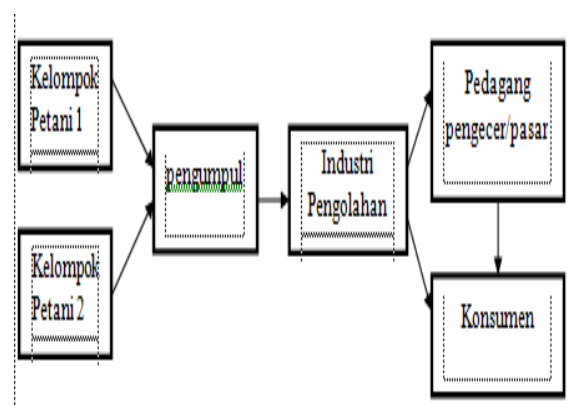 Kelompok
Petani 1
Kelompok
Petani 2
pengumpul
Industri
Pengolahan
Pedagang
pengecer/pasar
Konsumen